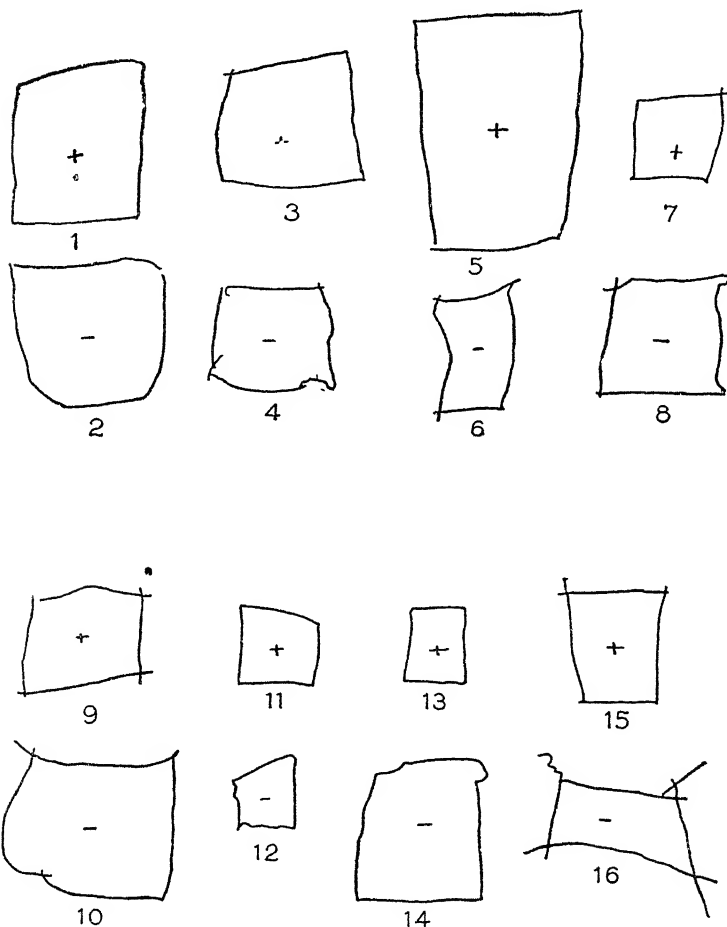 + + + +
1 3 5 7
- - - -
2 4 6 8
+ + + +
9 11 13 15
- - - -
10 12 14 16